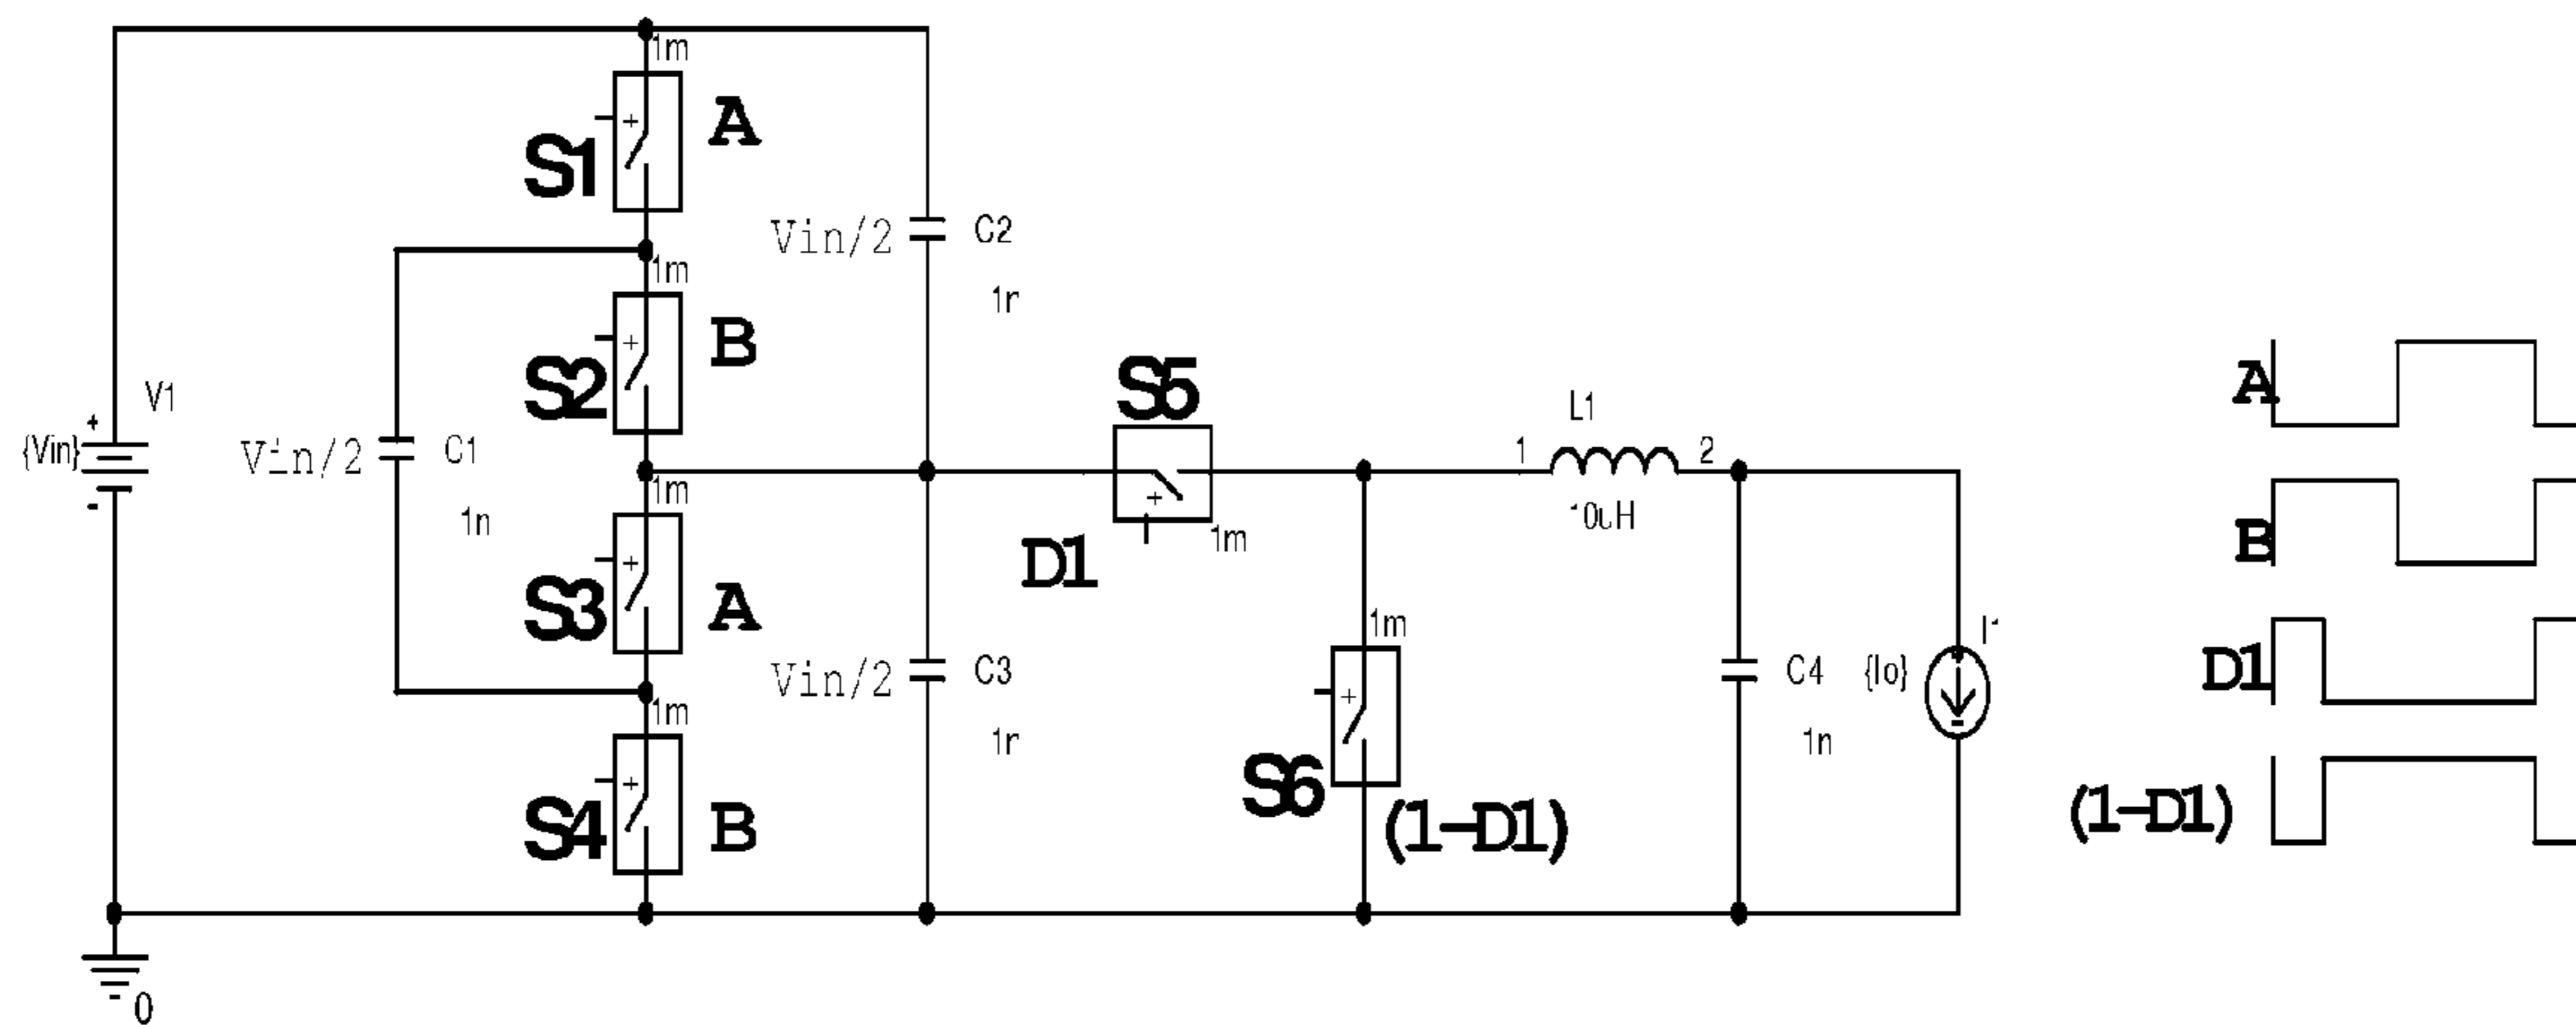 1m
A
S1
Vin/2
C2
1m
1r
B
S2
S5
V1
+
{Vin}
-
Vin/2
C1
1n
1m
D1
1m
L1
1
2
10uH
S3
A
Vin/2
C3
1r
1m
1m
C4
1n
{Io}
S6
(1-D1)
S4
B
0
A
B
D1
(1-D1)